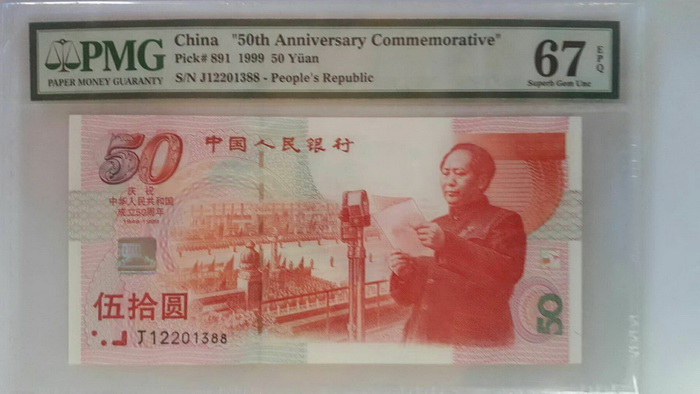 PMG
PAPER MONEY GUARANTY
China "50th Anniversary Commemorative"
Pick# 891 1999 50 Yüan
S/N J12201388 - People's Republic
67
EPQ
Superb Gem Unc
50
中国人民银行
庆祝
中华人民共和国
成立50周年
1949-1999
伍拾圆
J12201388
50